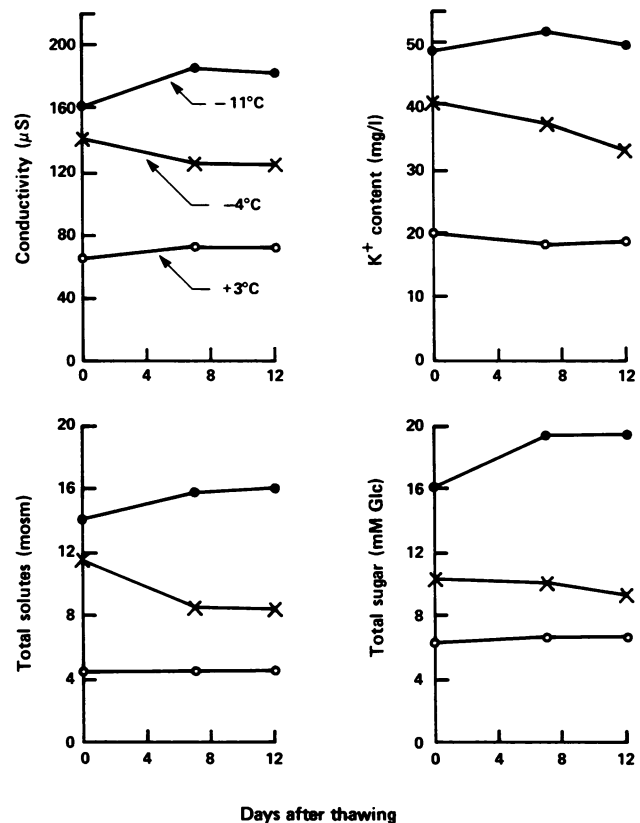 200
160
120
80
60
0
Conductivity (μS)
−11°C
−4°C
+3°C
0 4 8 12
50
40
30
20
10
0
K+ content (mg/l)
0 4 8 12
20
16
12
8
4
0
Total solutes (mosm)
0 4 8 12
20
16
12
8
4
0
Total sugar (mM Glc)
0 4 8 12
Days after thawing